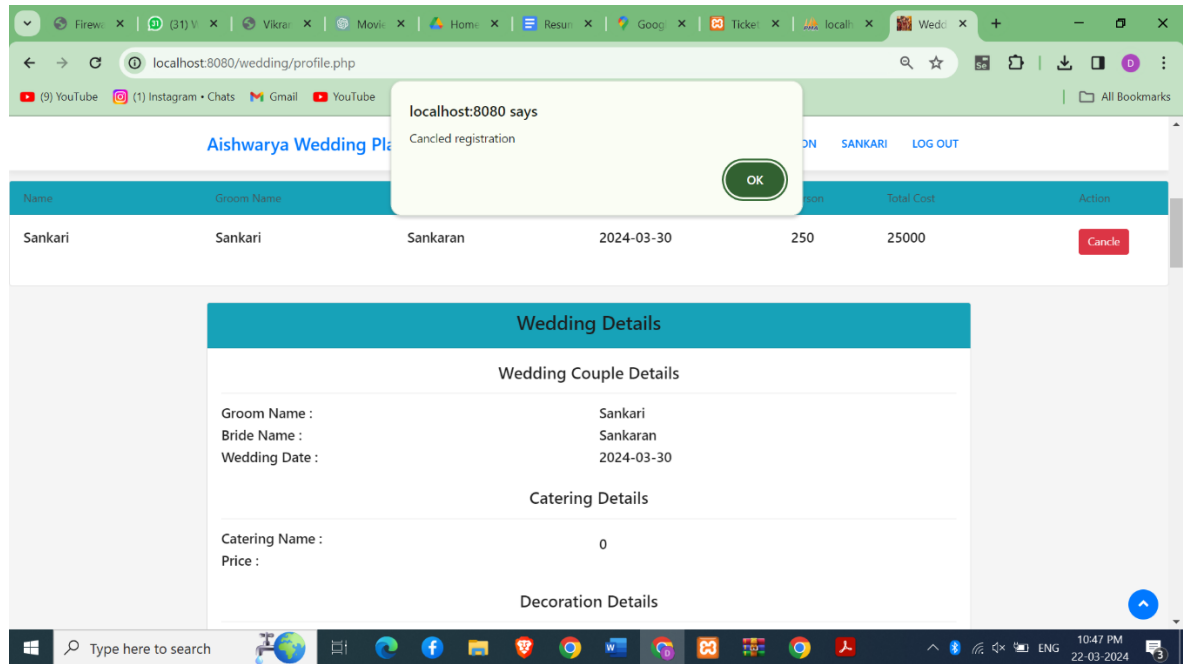 Firewa
(31) W
Vikra
Movie
Home
Resun
Goog
Ticket
localh
Wedd
localhost:8080/wedding/profile.php
(9) YouTube
(1) Instagram • Chats
Gmail
YouTube
All Bookmarks
localhost:8080 says
Cancled registration
OK
Aishwarya Wedding Pla
ON
SANKARI
LOG OUT
Name Groom Name rson Total Cost Action
Sankari Sankari Sankaran 2024-03-30 250 25000 Cancle
Wedding Details
Wedding Couple Details
Groom Name : Sankari
Bride Name : Sankaran
Wedding Date : 2024-03-30
Catering Details
Catering Name :
0
Price :
Decoration Details
Type here to search
ENG
10:47 PM
22-03-2024
3